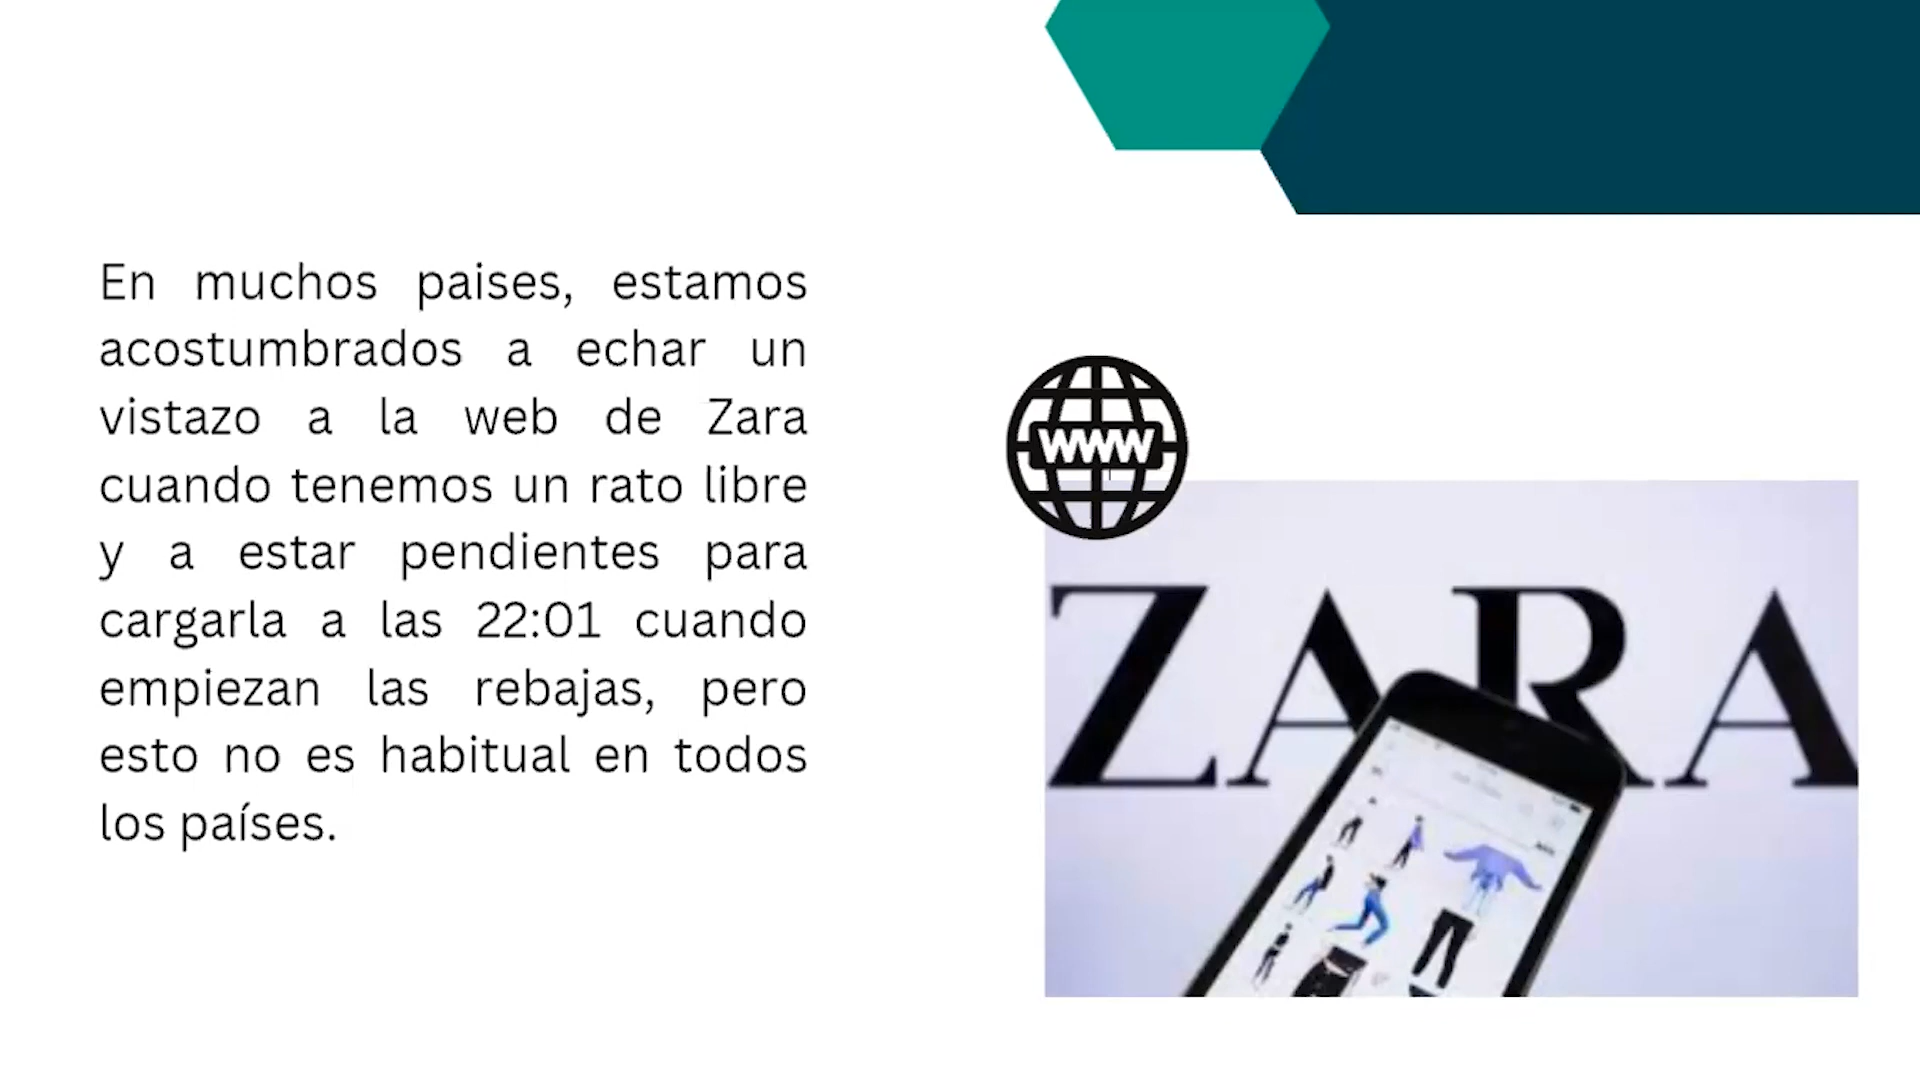 En muchos paises, estamos
acostumbrados a echar un
vistazo a la web de Zara
cuando tenemos un rato libre
y a estar pendientes para
cargarla a las 22:01 cuando
empiezan las rebajas, pero
esto no es habitual en todos
los países.
WWW
ZARA